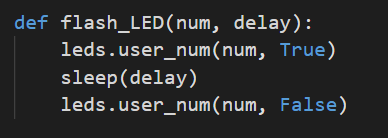 def flash_LED(num, delay):
    leds.user_num(num, True)
    sleep(delay)
    leds.user_num(num, False)